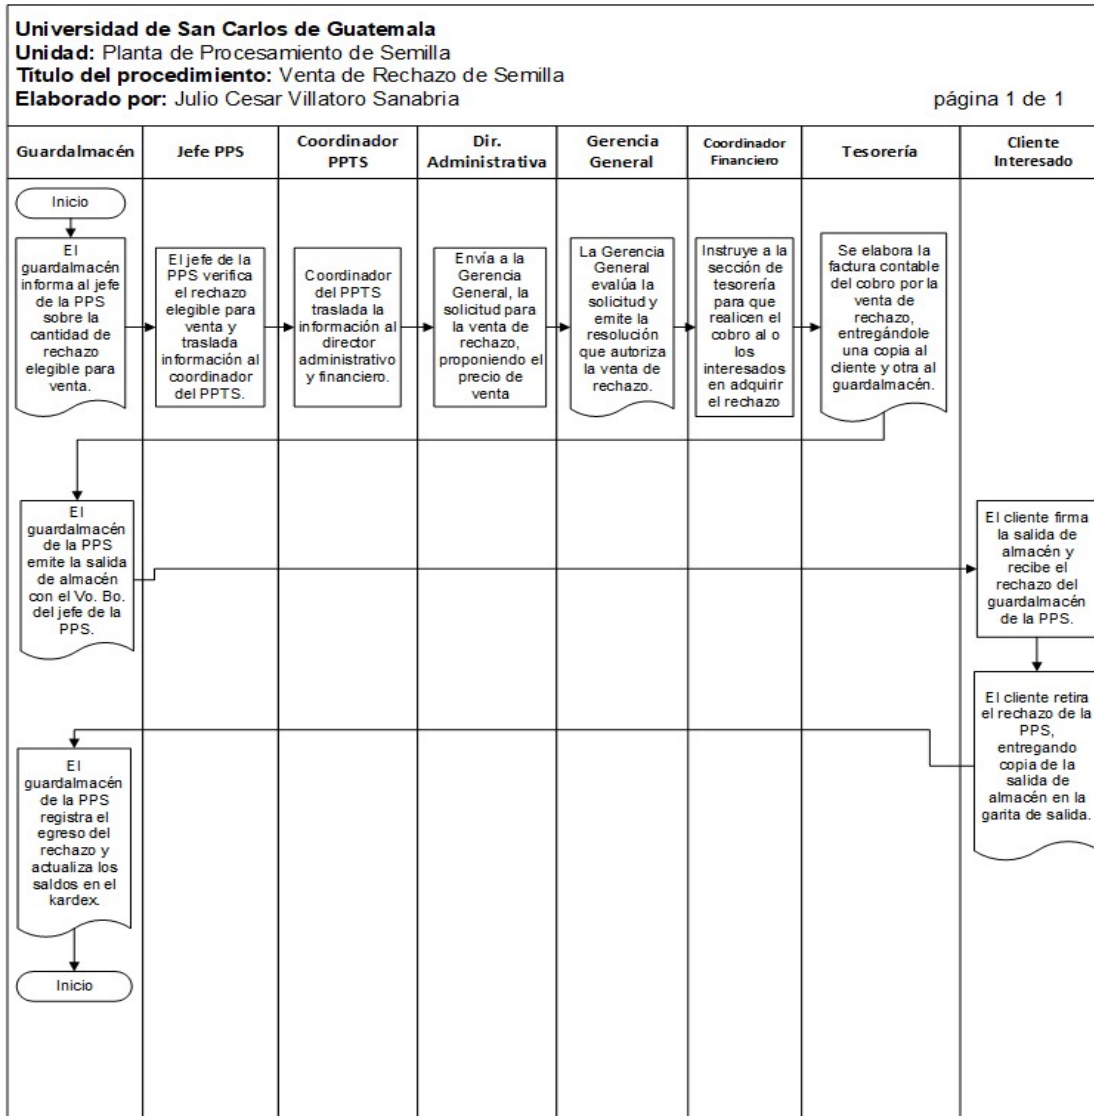 Universidad de San Carlos de Guatemala
Unidad: Planta de Procesamiento de Semilla
Título del procedimiento: Venta de Rechazo de Semilla
Elaborado por: Julio Cesar Villatoro Sanabria
página 1 de 1
Guardalmacén
Jefe PPS
Coordinador
PPTS
Dir.
Administrativa
Gerencia
General
Coordinador
Financiero
Tesorería
Cliente
Interesado
Inicio
El
guardalmacén
informa al jefe
de la PPS
sobre la
cantidad de
rechazo
elegible para
venta.
El jefe de la
PPS verifica
el rechazo
elegible para
venta y
traslada
información al
coordinador
del PPTS.
Coordinador
del PPTS
traslada la
información al
director
administrativo
y financiero.
Envía a la
Gerencia
General, la
solicitud para
la venta de
rechazo,
proponiendo el
precio de
venta
La Gerencia
General
evalúa la
solicitud y
emite la
resolución
que autoriza
la venta de
rechazo.
Instruye a la
sección de
tesorería
para que
realicen el
cobro al o
los
interesados
en adquirir
el rechazo
Se elabora la
factura contable
del cobro por la
venta de
rechazo,
entregándole
una copia al
cliente y otra al
guardalmacén.
El
guardalmacén
de la PPS
emite la salida
de almacén
con el Vo. Bo.
del jefe de la
PPS.
El cliente firma
la salida de
almacén y
recibe el
rechazo del
guardalmacén
de la PPS.
El cliente retira
el rechazo de la
PPS,
entregando
copia de la
salida de
almacén en la
garita de salida.
El
guardalmacén
de la PPS
registra el
egreso del
rechazo y
actualiza los
saldos en el
kardex.
Inicio